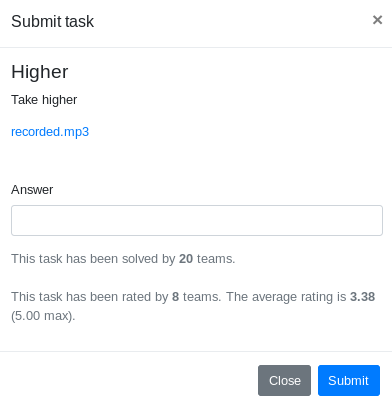 Submit task ×
Higher
Take higher
recorded.mp3
Answer
This task has been solved by 20 teams.
This task has been rated by 8 teams. The average rating is 3.38
(5.00 max).
Close Submit